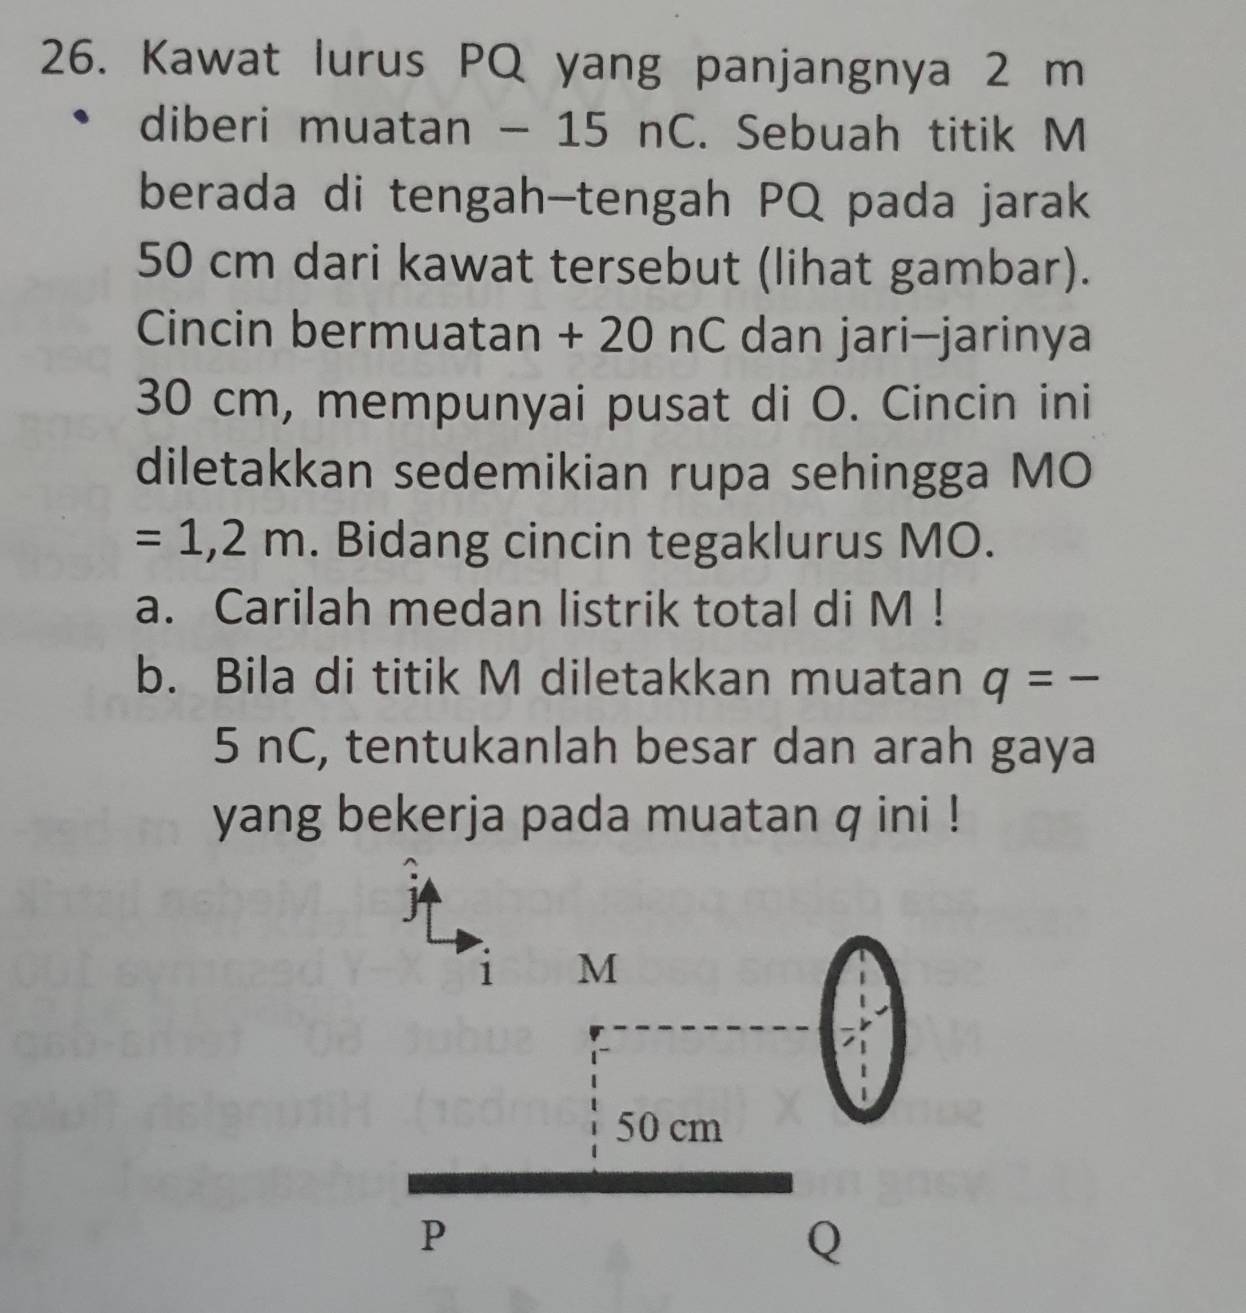 26. Kawat lurus PQ yang panjangnya 2 m
diberi muatan – 15 nC. Sebuah titik M
berada di tengah–tengah PQ pada jarak
50 cm dari kawat tersebut (lihat gambar).
Cincin bermuatan + 20 nC dan jari–jarinya
30 cm, mempunyai pusat di O. Cincin ini
diletakkan sedemikian rupa sehingga MO
= 1,2 m. Bidang cincin tegaklurus MO.
a. Carilah medan listrik total di M !
b. Bila di titik M diletakkan muatan q = –
5 nC, tentukanlah besar dan arah gaya
yang bekerja pada muatan q ini !
ĵ
i
M
50 cm
P
Q